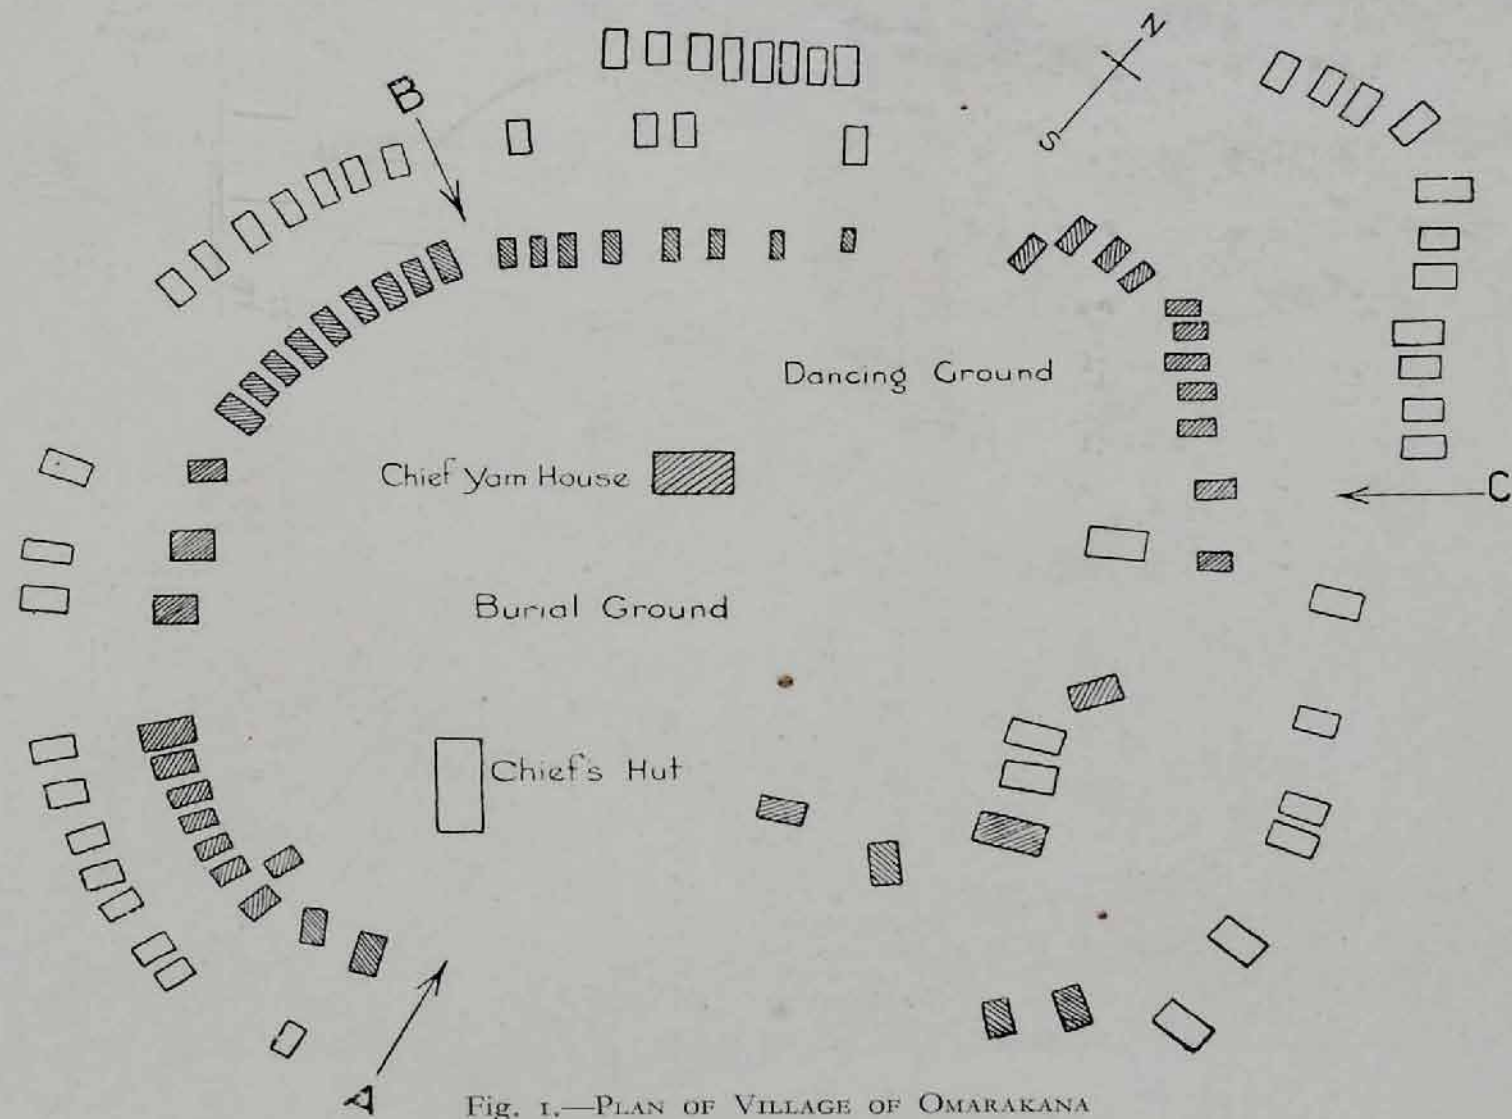 N
B
S
Dancing Ground
Chief Yam House
C
Burial Ground
Chief's Hut
A
Fig. 1.—Plan of Village of Omarakana